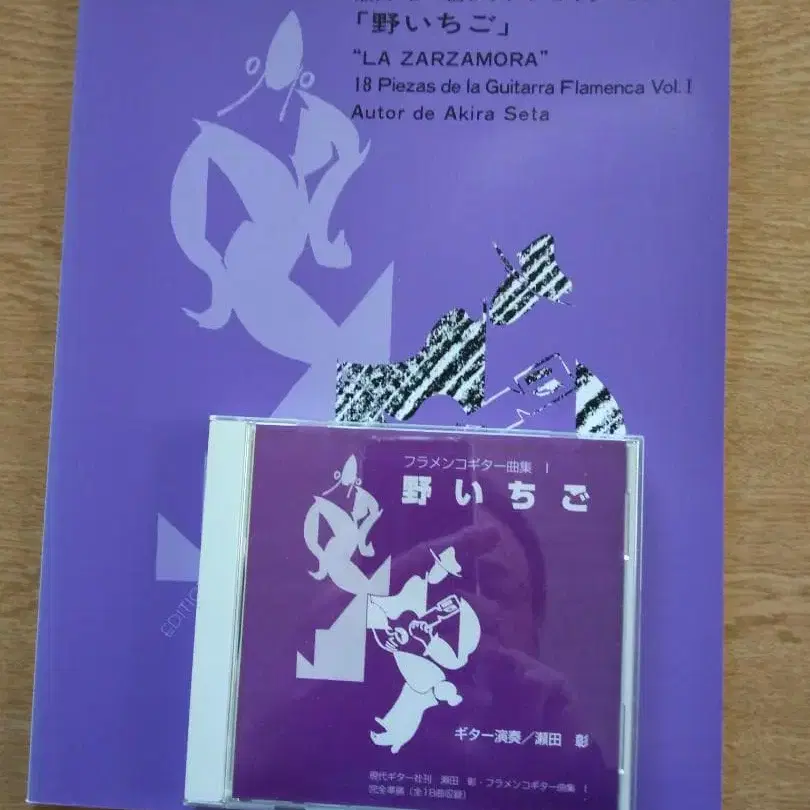 「野いちご」
“LA ZARZAMORA”
18 Piezas de la Guitarra Flamenca Vol.I
Autor de Akira Seta
EDITIO
フラメンコギター曲集 I
野いちご
ギター演奏／瀬田 彰
現代ギター社刊 瀬田 彰・フラメンコギター曲集 I
完全準拠（全18曲収録）